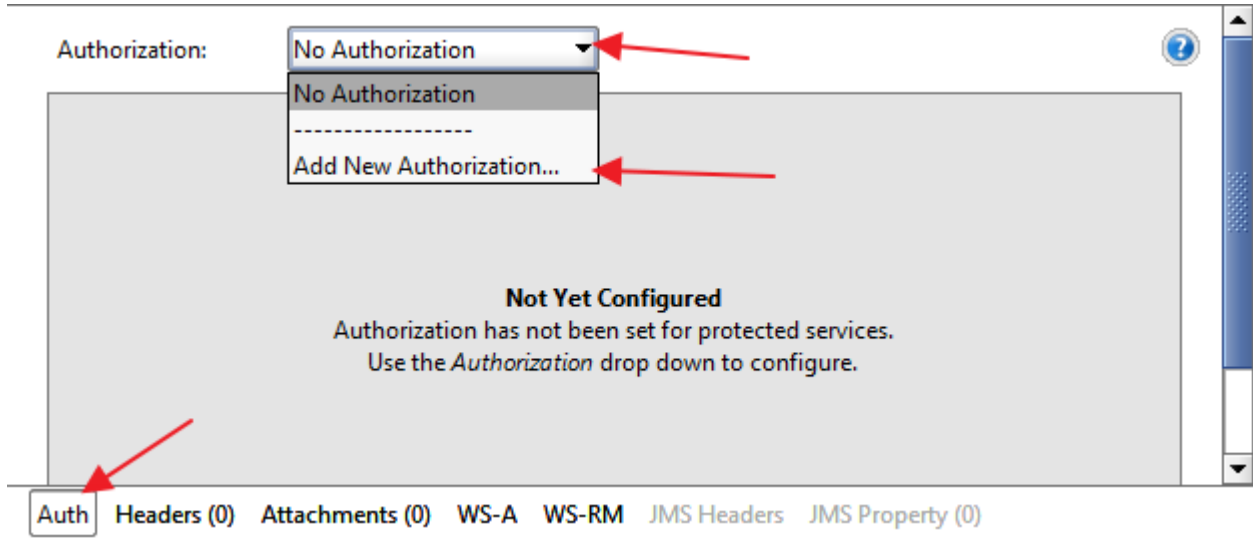 Authorization: No Authorization ?
No Authorization
------------------
Add New Authorization...
Not Yet Configured
Authorization has not been set for protected services.
Use the Authorization drop down to configure.
Auth Headers (0) Attachments (0) WS-A WS-RM JMS Headers JMS Property (0)